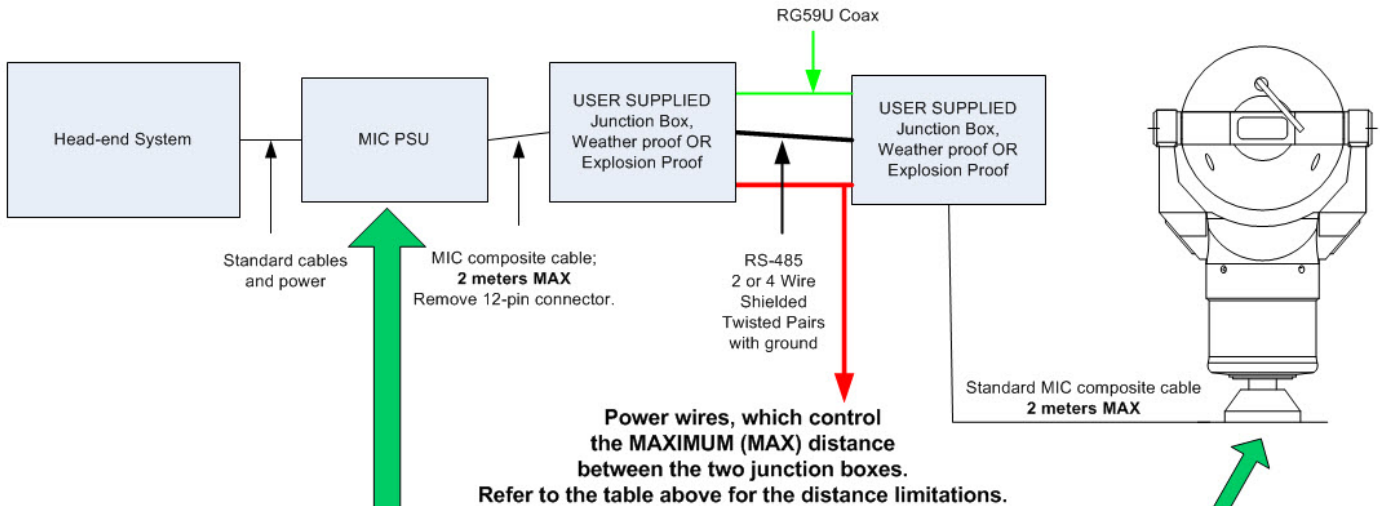 RG59U Coax
Head-end System
MIC PSU
USER SUPPLIED
Junction Box,
Weather proof OR
Explosion Proof
USER SUPPLIED
Junction Box,
Weather proof OR
Explosion Proof
Standard cables
and power
MIC composite cable;
2 meters MAX
Remove 12-pin connector.
RS-485
2 or 4 Wire
Shielded
Twisted Pairs
with ground
Standard MIC composite cable
2 meters MAX
Power wires, which control
the MAXIMUM (MAX) distance
between the two junction boxes.
Refer to the table above for the distance limitations.